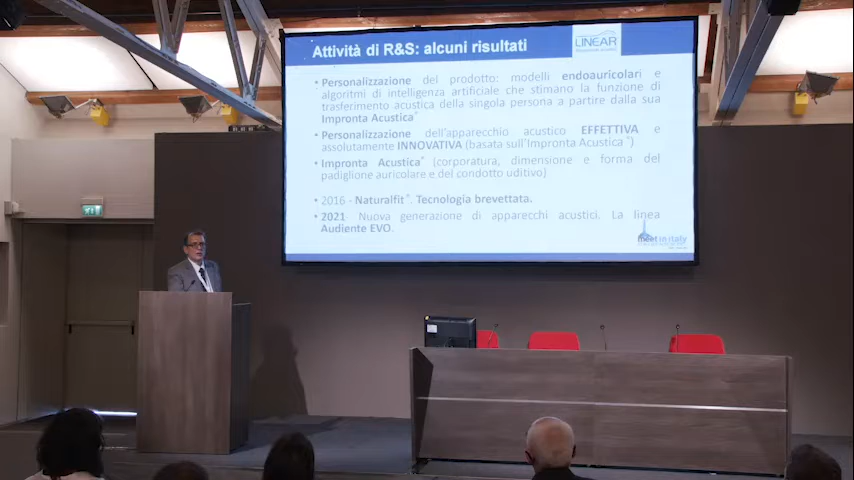 Attività di R&S: alcuni risultati
LINEAR
• Personalizzazione del prodotto: modelli endoauricolari e
algoritmi di intelligenza artificiale che stimano la funzione di
trasferimento acustica della singola persona a partire dalla sua
Impronta Acustica®
• Personalizzazione dell'apparecchio acustico EFFETTIVA e
assolutamente INNOVATIVA (basata sull'Impronta Acustica®)
• Impronta Acustica® (corporatura, dimensione e forma del
padiglione auricolare e del condotto uditivo)
• 2016 - Naturalfit®. Tecnologia brevettata.
• 2021 Nuova generazione di apparecchi acustici. La linea
Audiente EVO.
meet in italy